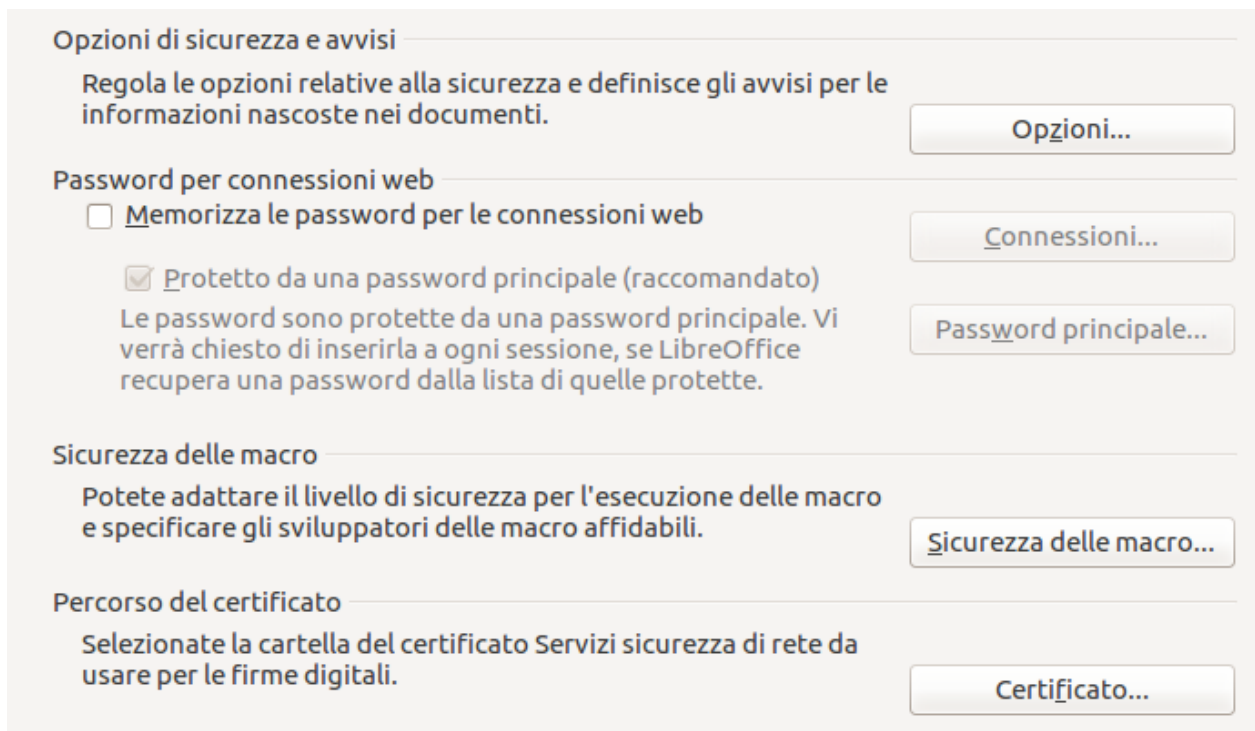 Opzioni di sicurezza e avvisi
Regola le opzioni relative alla sicurezza e definisce gli avvisi per le
informazioni nascoste nei documenti.
Opzioni...
Password per connessioni web
Memorizza le password per le connessioni web
Connessioni...
Protetto da una password principale (raccomandato)
Le password sono protette da una password principale. Vi
verrà chiesto di inserirla a ogni sessione, se LibreOffice
recupera una password dalla lista di quelle protette.
Password principale...
Sicurezza delle macro
Potete adattare il livello di sicurezza per l'esecuzione delle macro
e specificare gli sviluppatori delle macro affidabili.
Sicurezza delle macro...
Percorso del certificato
Selezionate la cartella del certificato Servizi sicurezza di rete da
usare per le firme digitali.
Certificato...